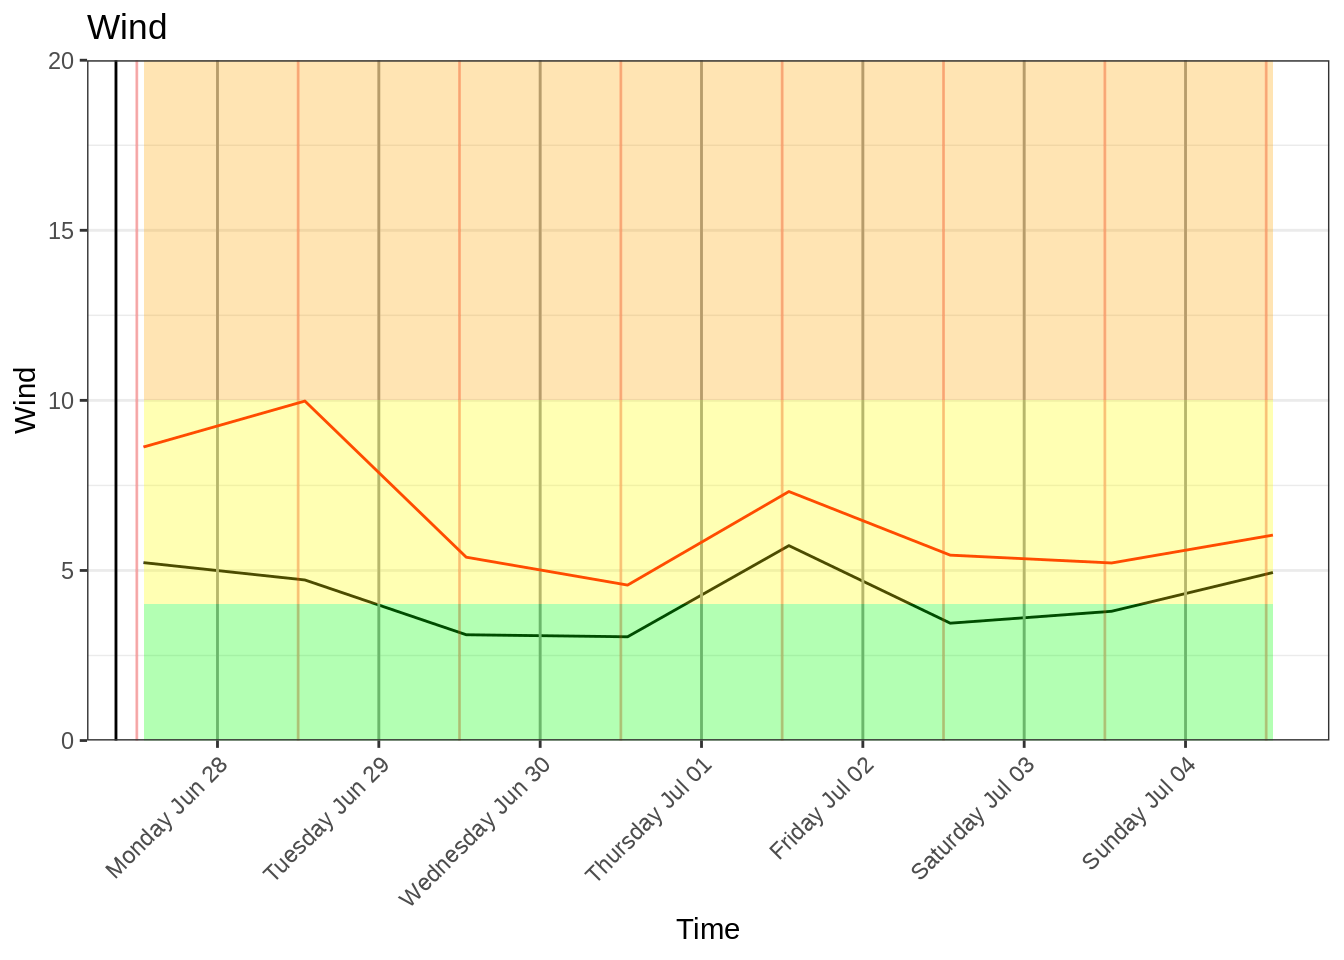 Wind
20
15
10
5
0
Wind
Monday Jun 28
Tuesday Jun 29
Wednesday Jun 30
Thursday Jul 01
Friday Jul 02
Saturday Jul 03
Sunday Jul 04
Time